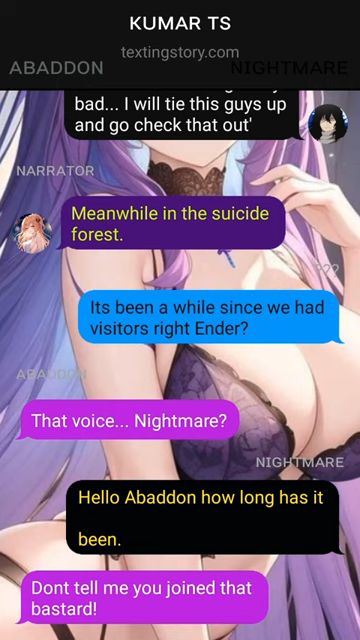 KUMAR TS
textingstory.com
ABADDON
NIGHTMARE
bad... I will tie this guys up
and go check that out'
NARRATOR
Meanwhile in the suicide
forest.
???
Its been a while since we had
visitors right Ender?
ABADDON
That voice... Nightmare?
NIGHTMARE
Hello Abaddon how long has it
been.
Dont tell me you joined that
bastard!